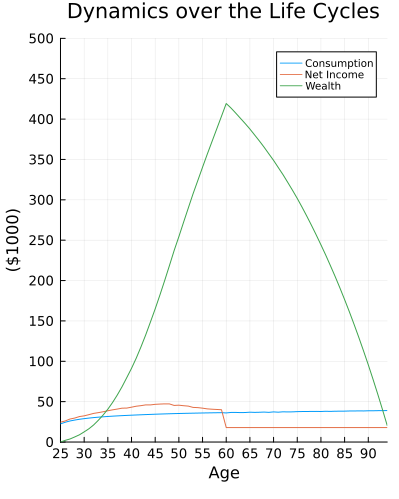 Dynamics over the Life Cycles
500
450
400
350
300
250
200
150
100
50
0
($1000)
Consumption
Net Income
Wealth
25 30 35 40 45 50 55 60 65 70 75 80 85 90
Age